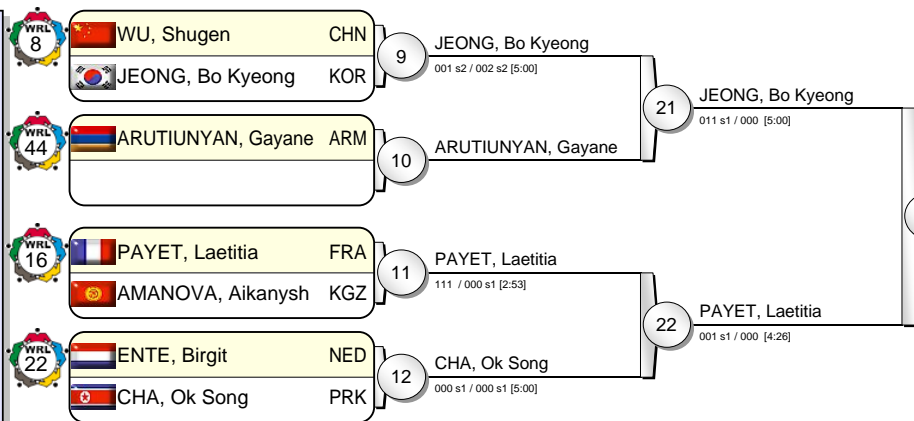 WRL 8
WU, Shugen CHN
JEONG, Bo Kyeong KOR
9
JEONG, Bo Kyeong
001 s2 / 002 s2 [5:00]
WRL 44
ARUTIUNYAN, Gayane ARM
10
ARUTIUNYAN, Gayane
21
JEONG, Bo Kyeong
011 s1 / 000 [5:00]
WRL 16
PAYET, Laetitia FRA
AMANOVA, Aikanysh KGZ
11
PAYET, Laetitia
111 / 000 s1 [2:53]
WRL 22
ENTE, Birgit NED
CHA, Ok Song PRK
12
CHA, Ok Song
000 s1 / 000 s1 [5:00]
22
PAYET, Laetitia
001 s1 / 000 [4:26]